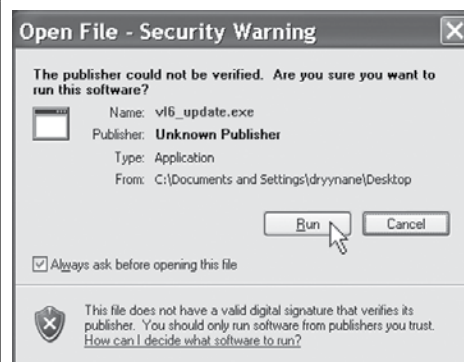 Open File - Security Warning
The publisher could not be verified. Are you sure you want to
run this software?
Name: vl6_update.exe
Publisher: Unknown Publisher
Type: Application
From: C:\Documents and Settings\dryynane\Desktop
Run
Cancel
Always ask before opening this file
This file does not have a valid digital signature that verifies its
publisher. You should only run software from publishers you trust.
How can I decide what software to run?